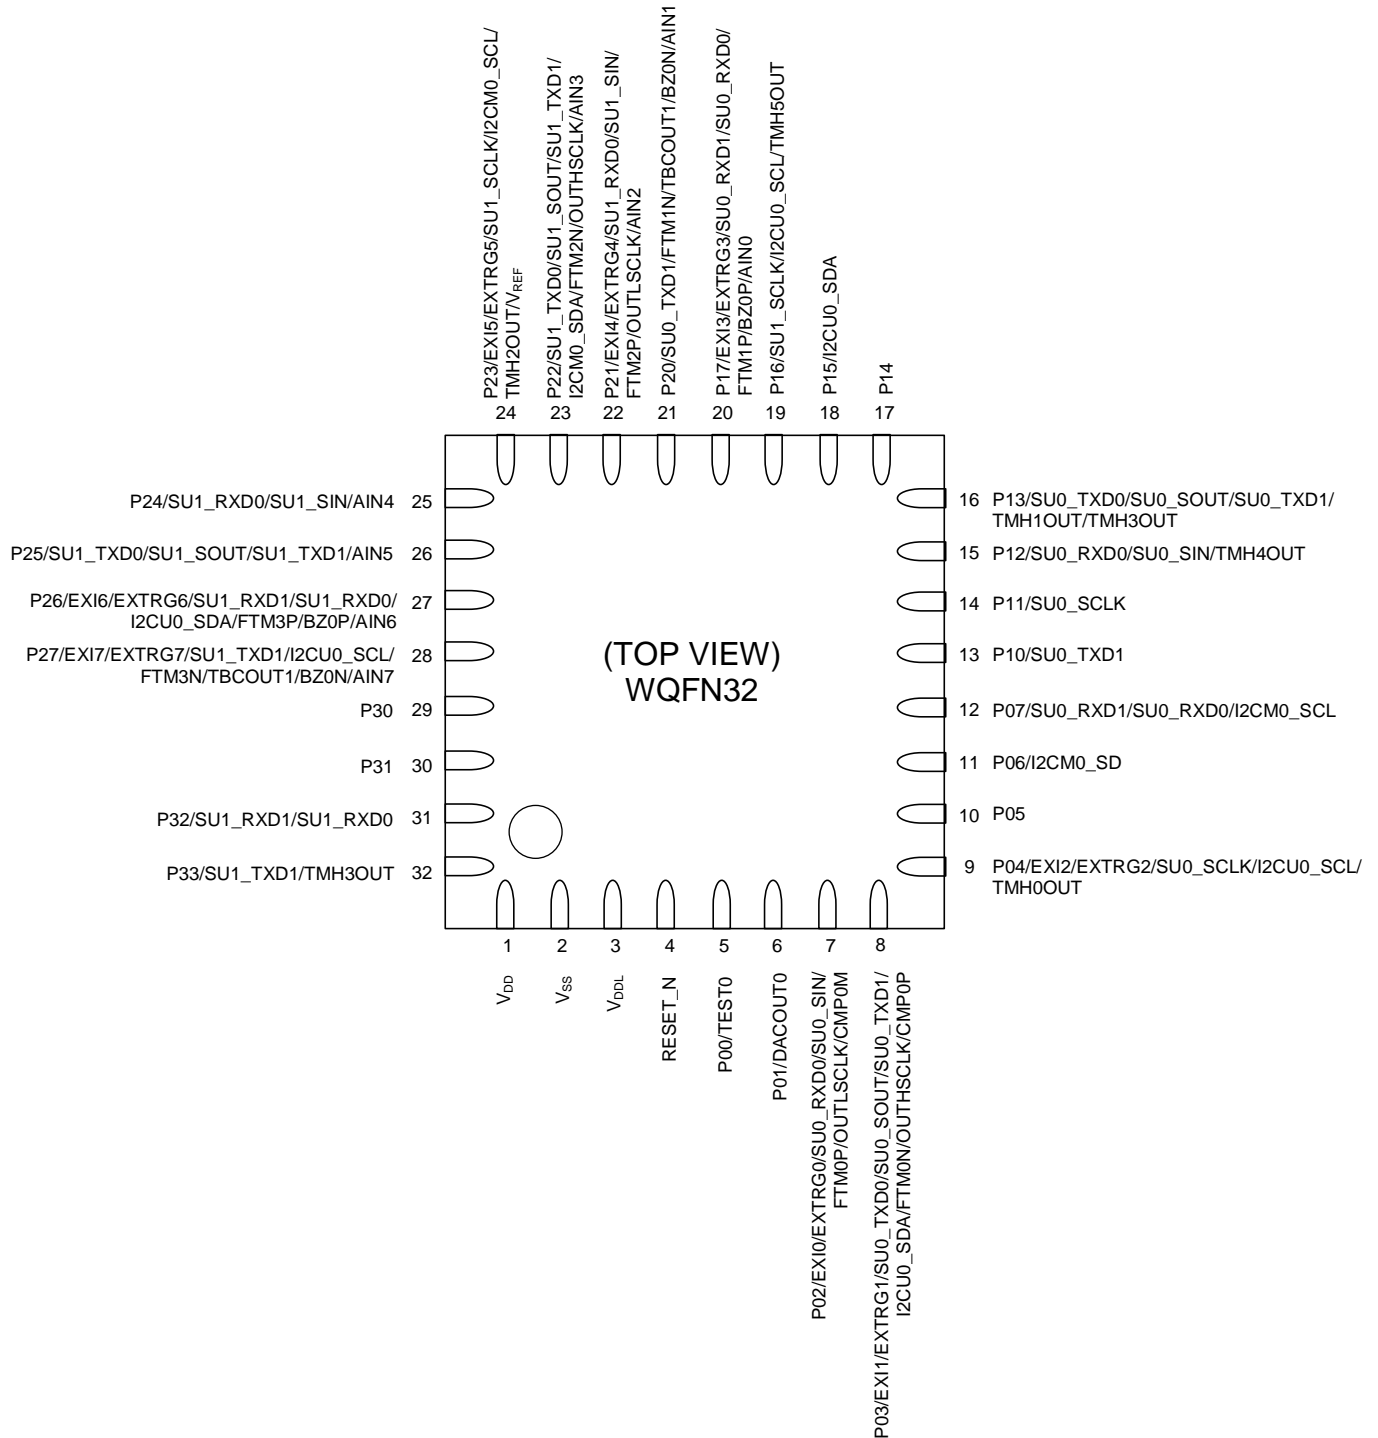 P23/EXI5/EXTRG5/SU1_SCLK/I2CM0_SCL/
TMH2OUT/VREF
P22/SU1_TXD0/SU1_SOUT/SU1_TXD1/
I2CM0_SDA/FTM2N/OUTHSCLK/AIN3
P21/EXI4/EXTRG4/SU1_RXD0/SU1_SIN/
FTM2P/OUTLSCLK/AIN2
P20/SU0_TXD1/FTM1N/TBCOUT1/BZ0N/AIN1
P17/EXI3/EXTRG3/SU0_RXD1/SU0_RXD0/
FTM1P/BZ0P/AIN0
P16/SU1_SCLK/I2CU0_SCL/TMH5OUT
P15/I2CU0_SDA
P14
24 23 22 21 20 19 18 17
P24/SU1_RXD0/SU1_SIN/AIN4 25
P25/SU1_TXD0/SU1_SOUT/SU1_TXD1/AIN5 26
P26/EXI6/EXTRG6/SU1_RXD1/SU1_RXD0/ 27
I2CU0_SDA/FTM3P/BZ0P/AIN6
P27/EXI7/EXTRG7/SU1_TXD1/I2CU0_SCL/ 28
FTM3N/TBCOUT1/BZ0N/AIN7
P30 29
P31 30
P32/SU1_RXD1/SU1_RXD0 31
P33/SU1_TXD1/TMH3OUT 32
(TOP VIEW)
WQFN32
16 P13/SU0_TXD0/SU0_SOUT/SU0_TXD1/
TMH1OUT/TMH3OUT
15 P12/SU0_RXD0/SU0_SIN/TMH4OUT
14 P11/SU0_SCLK
13 P10/SU0_TXD1
12 P07/SU0_RXD1/SU0_RXD0/I2CM0_SCL
11 P06/I2CM0_SD
10 P05
9 P04/EXI2/EXTRG2/SU0_SCLK/I2CU0_SCL/
TMH0OUT
1 2 3 4 5 6 7 8
VDD
VSS
VDDL
RESET_N
P00/TEST0
P01/DACOUT0
P02/EXI0/EXTRG0/SU0_RXD0/SU0_SIN/
FTM0P/OUTLSCLK/CMP0M
P03/EXI1/EXTRG1/SU0_TXD0/SU0_SOUT/SU0_TXD1/
I2CU0_SDA/FTM0N/OUTHSCLK/CMP0P